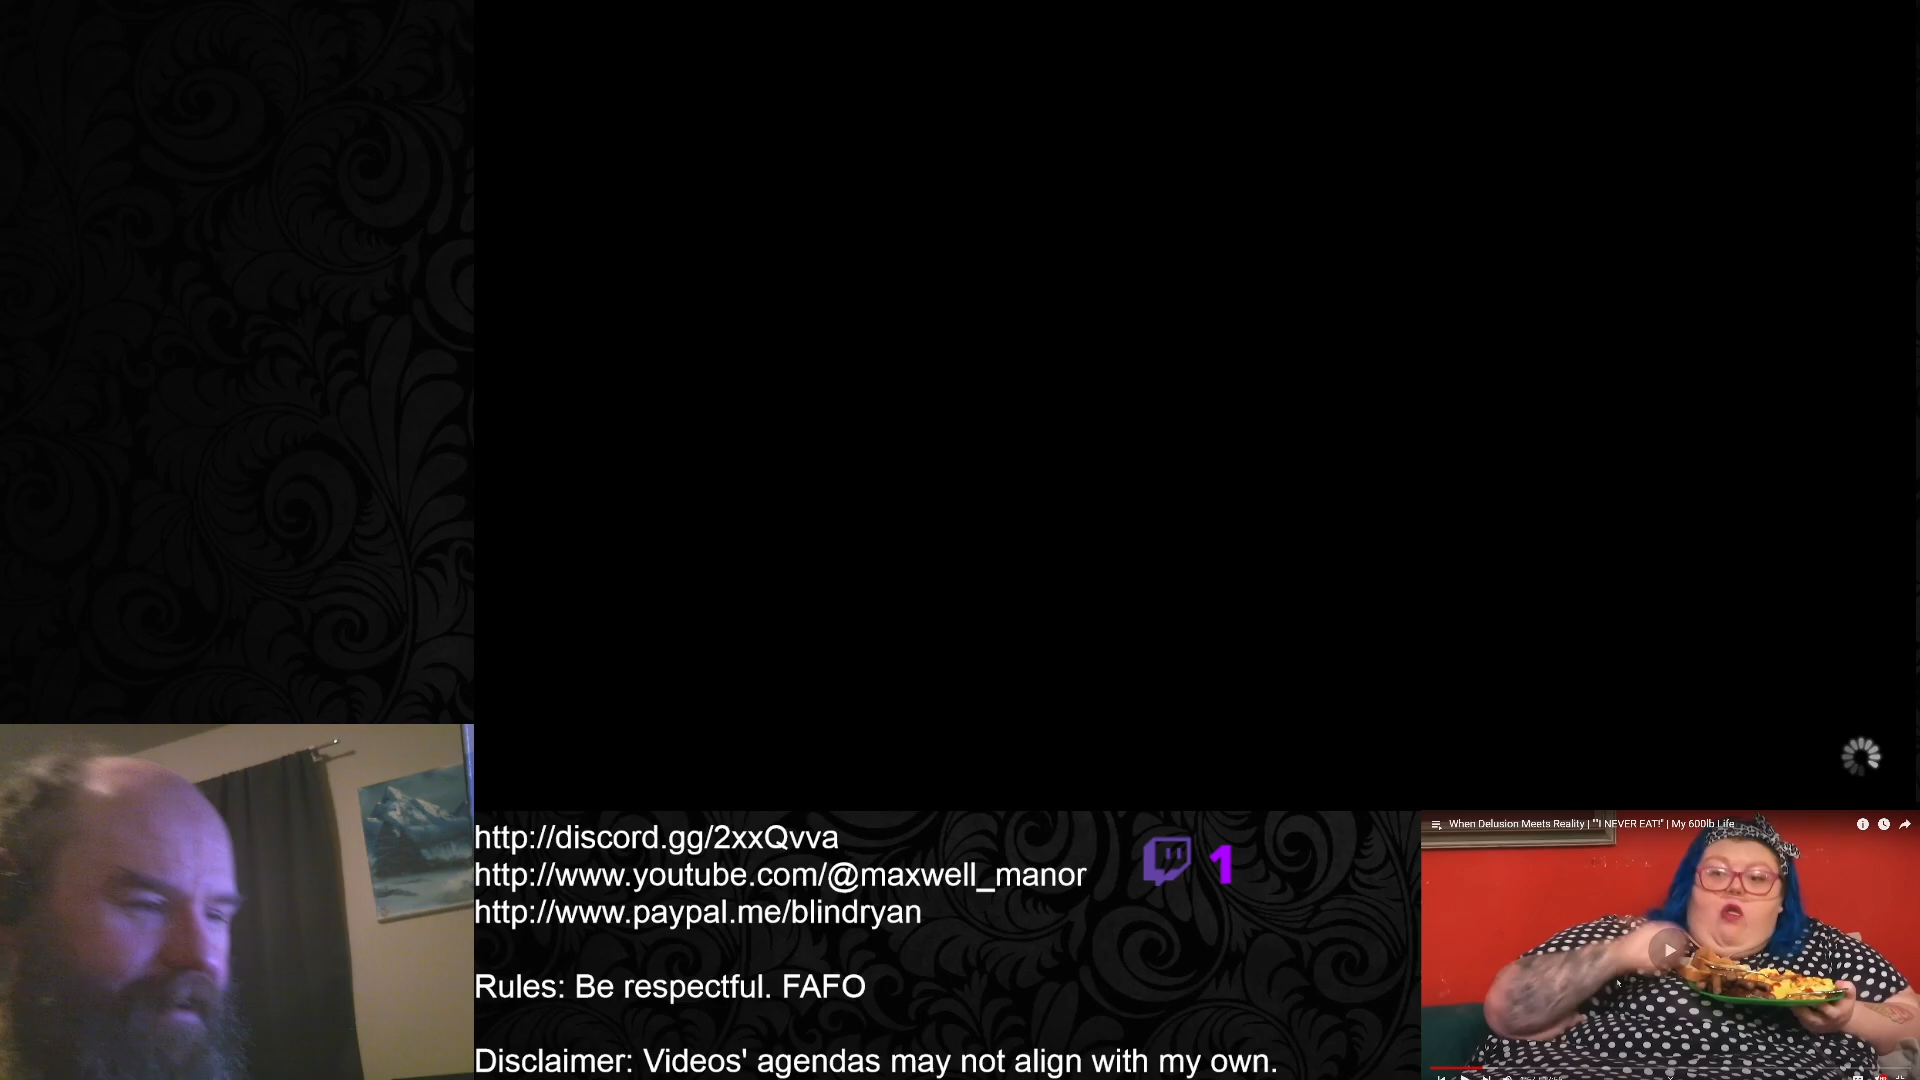 http://discord.gg/2xxQvva
http://www.youtube.com/@maxwell_manor
http://www.paypal.me/blindryan
1
Rules: Be respectful. FAFO
Disclaimer: Videos' agendas may not align with my own.
When Delusion Meets Reality | ""I NEVER EAT!" | My 600lb Life